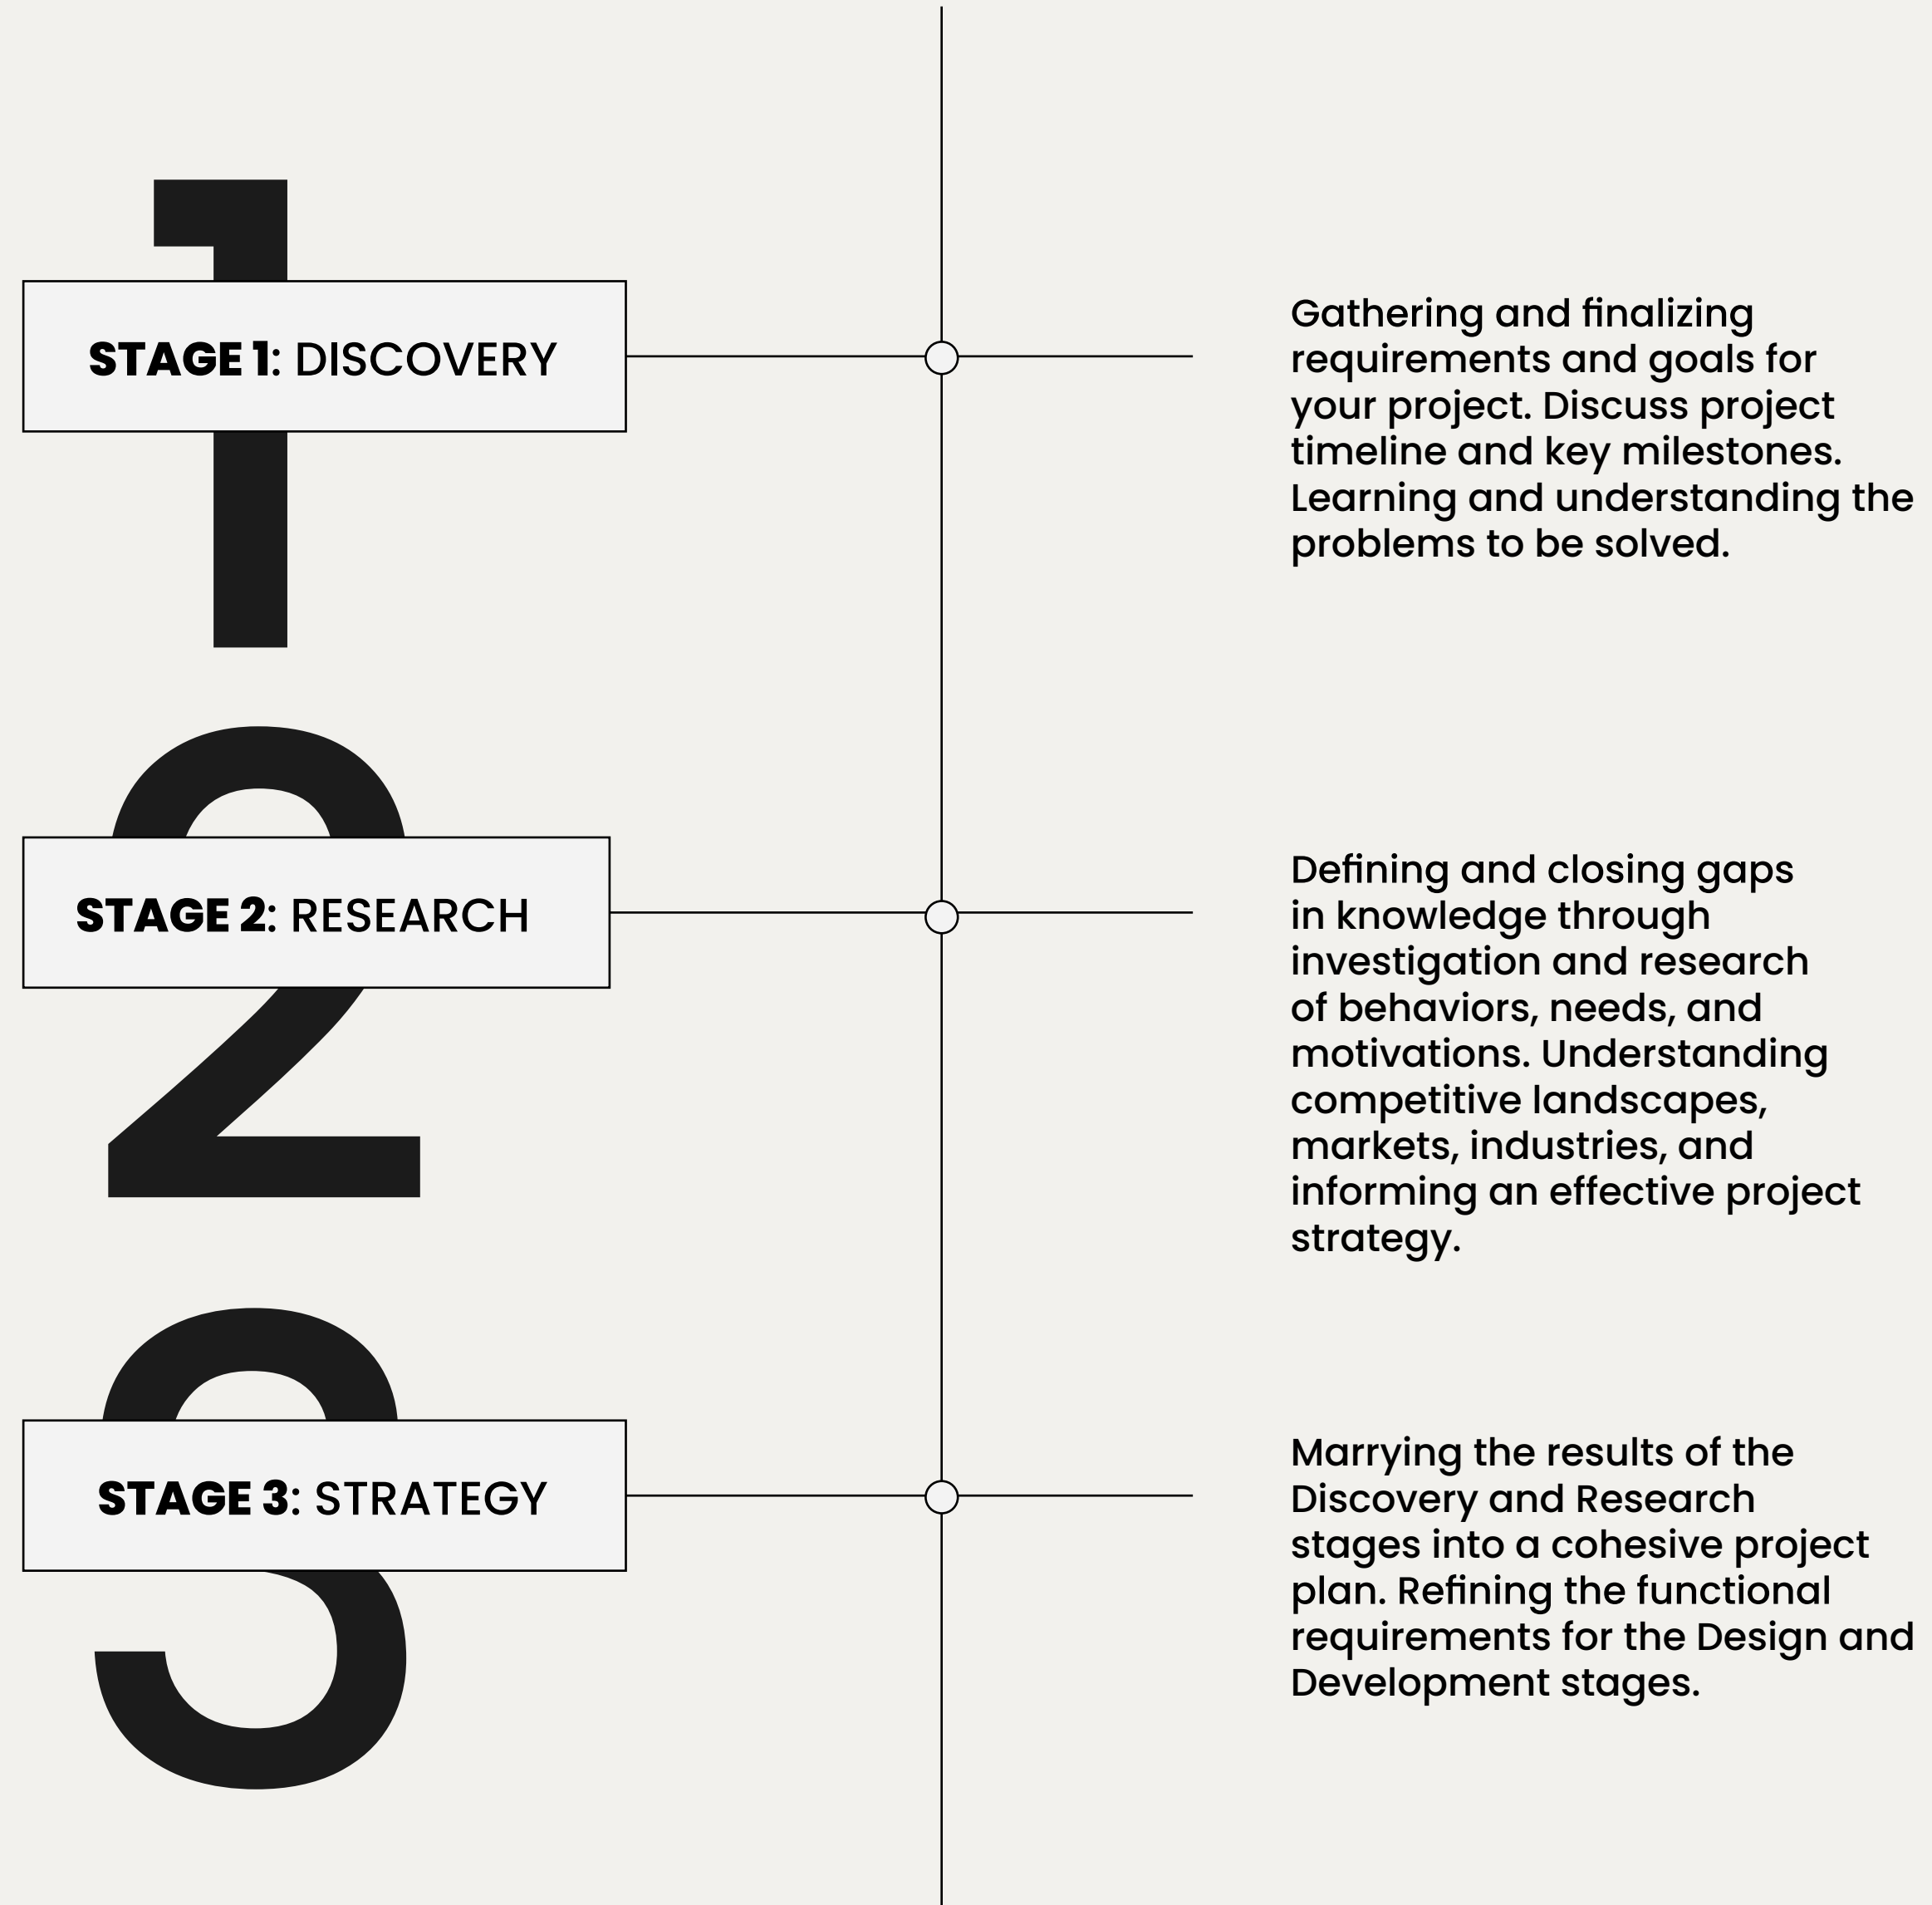 1
STAGE 1: DISCOVERY
Gathering and finalizing
requirements and goals for
your project. Discuss project
timeline and key milestones.
Learning and understanding the
problems to be solved.
2
STAGE 2: RESEARCH
Defining and closing gaps
in knowledge through
investigation and research
of behaviors, needs, and
motivations. Understanding
competitive landscapes,
markets, industries, and
informing an effective project
strategy.
3
STAGE 3: STRATEGY
Marrying the results of the
Discovery and Research
stages into a cohesive project
plan. Refining the functional
requirements for the Design and
Development stages.